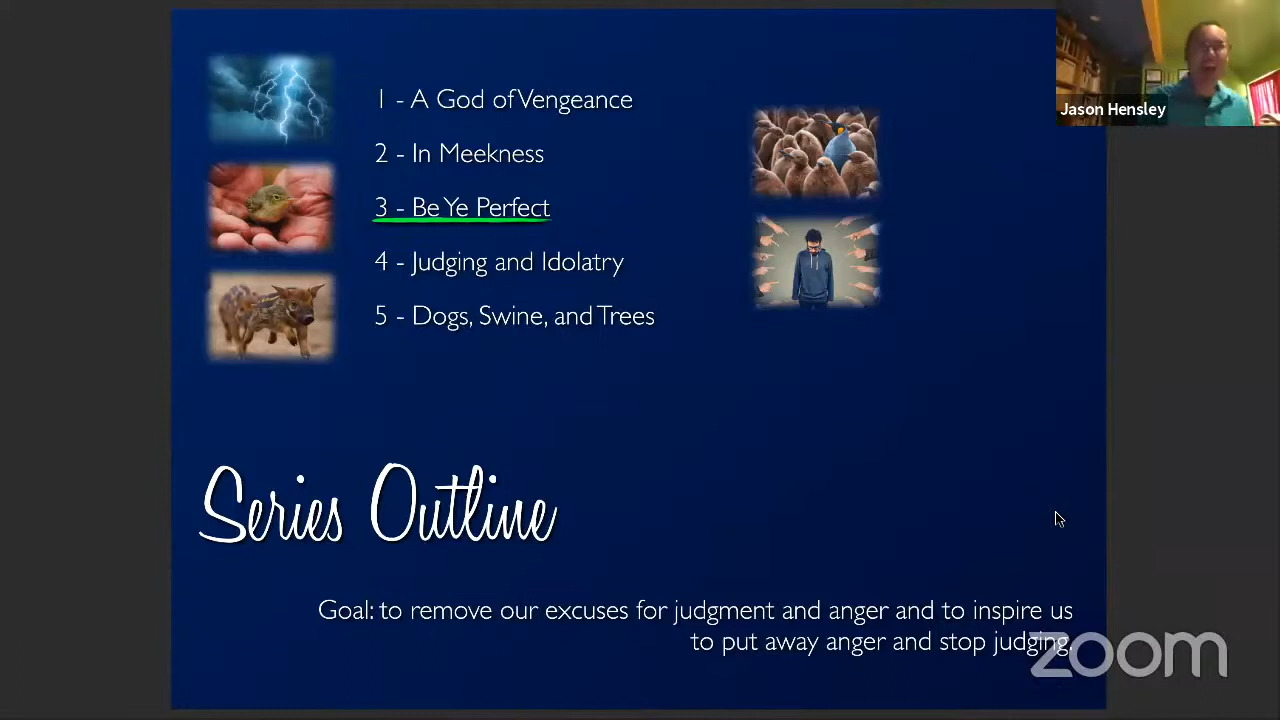 1 - A God of Vengeance
2 - In Meekness
3 - Be Ye Perfect
4 - Judging and Idolatry
5 - Dogs, Swine, and Trees
Jason Hensley
Series Outline
Goal: to remove our excuses for judgment and anger and to inspire us
to put away anger and stop judging.
zoom